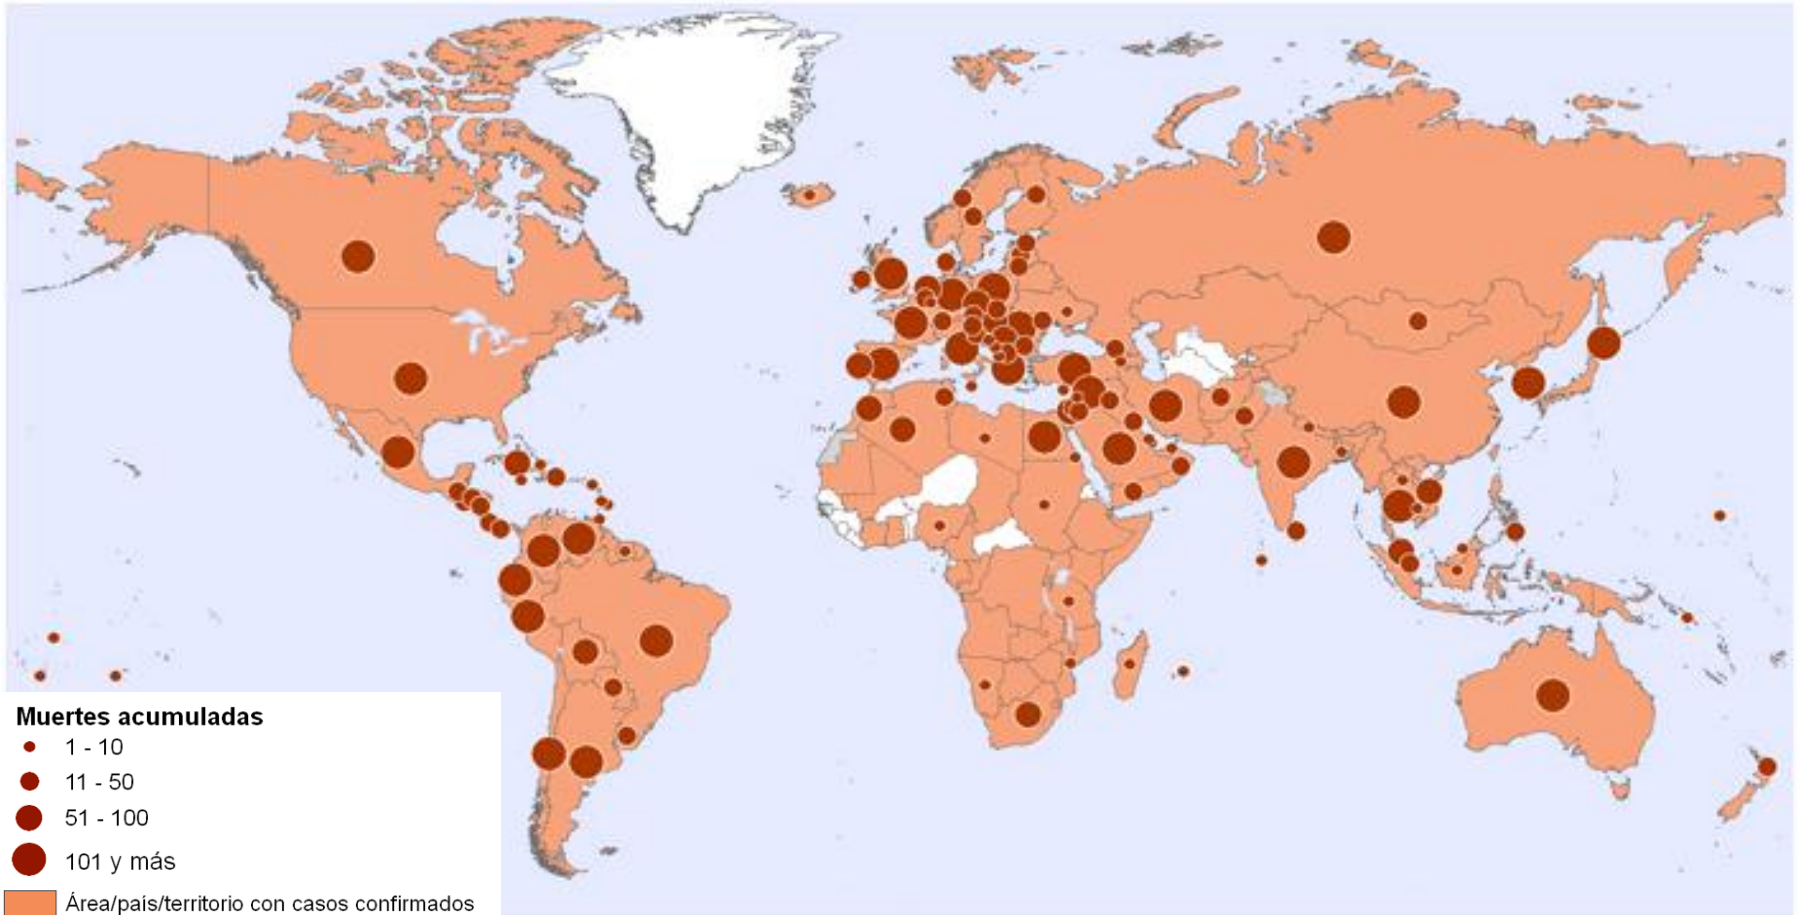 Muertes acumuladas
1 - 10
11 - 50
51 - 100
101 y más
Área/país/territorio con casos confirmados